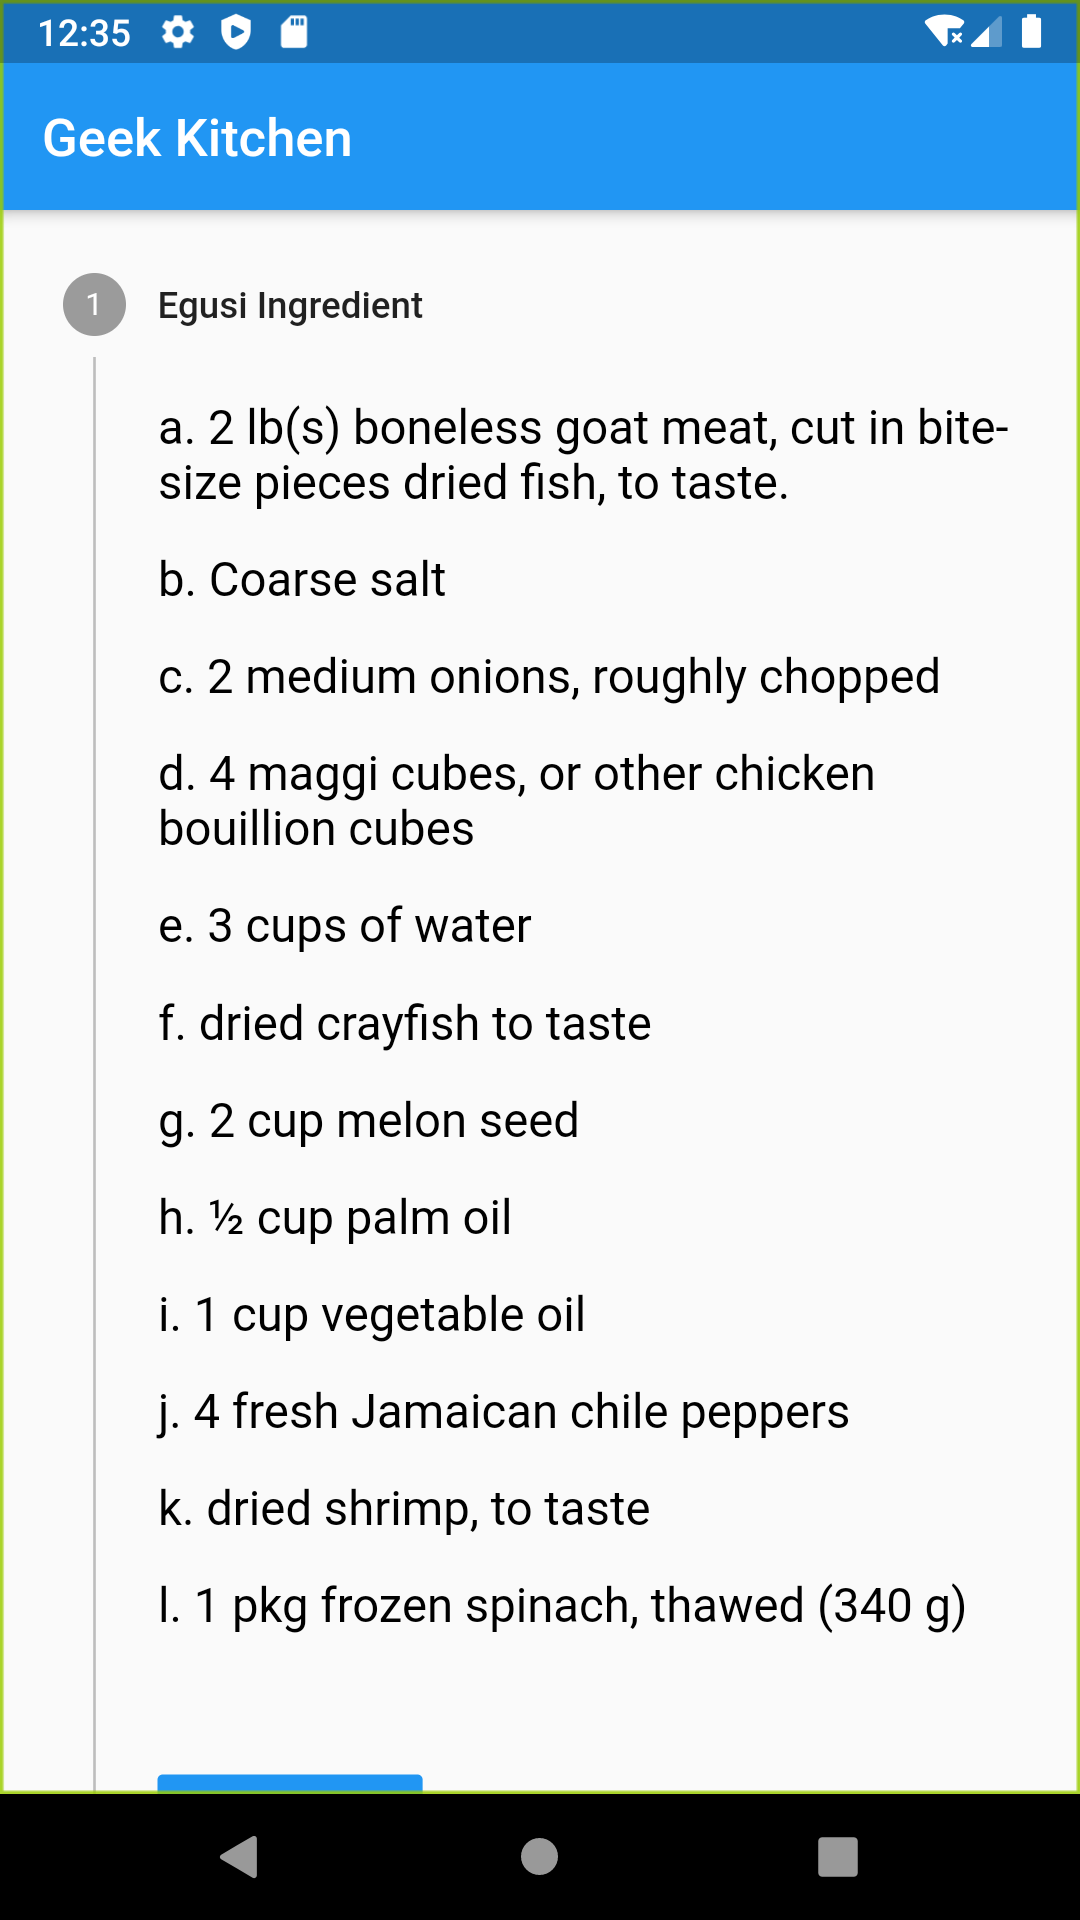 12:35
Geek Kitchen
1 Egusi Ingredient
a. 2 lb(s) boneless goat meat, cut in bite-
size pieces dried fish, to taste.
b. Coarse salt
c. 2 medium onions, roughly chopped
d. 4 maggi cubes, or other chicken
bouillion cubes
e. 3 cups of water
f. dried crayfish to taste
g. 2 cup melon seed
h. ½ cup palm oil
i. 1 cup vegetable oil
j. 4 fresh Jamaican chile peppers
k. dried shrimp, to taste
l. 1 pkg frozen spinach, thawed (340 g)